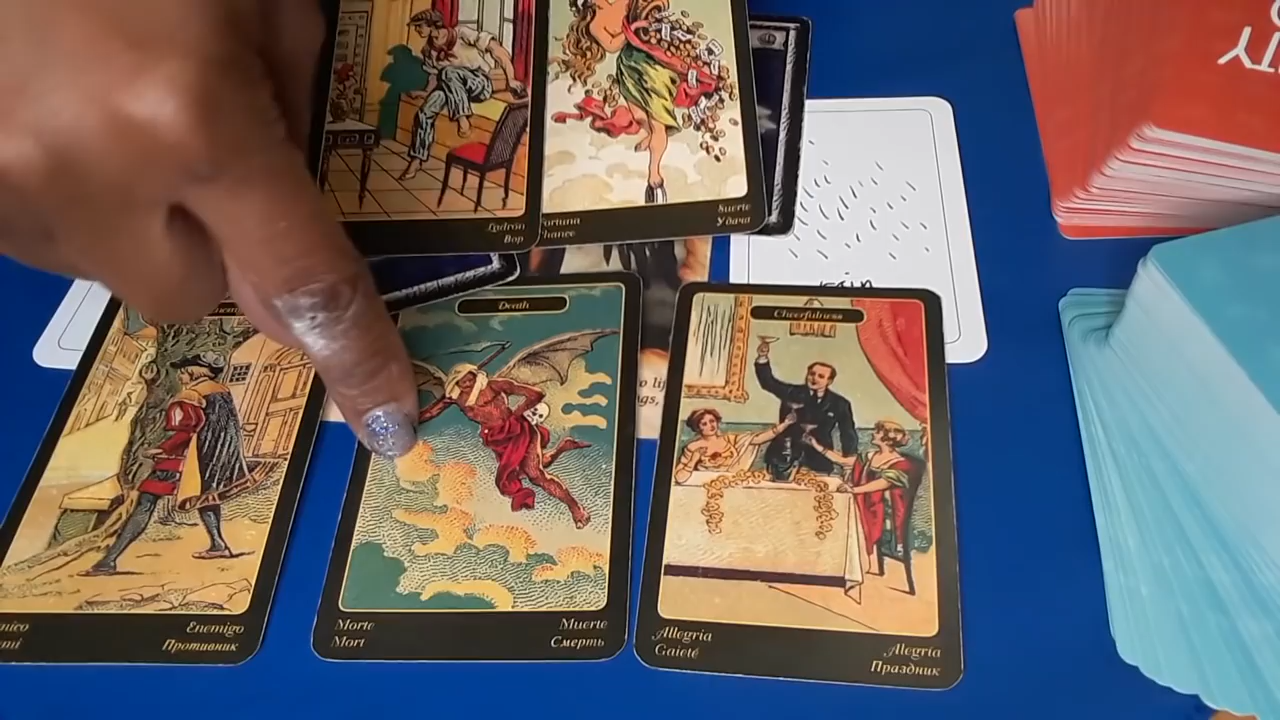 Ladrón
Вор
Fortuna
Chance
Suerte
Удача
Death
Cheerfulness
Enemigo
Противник
Morte
Mort
Muerte
Смерть
Allegria
Gaieté
Alegría
Праздник